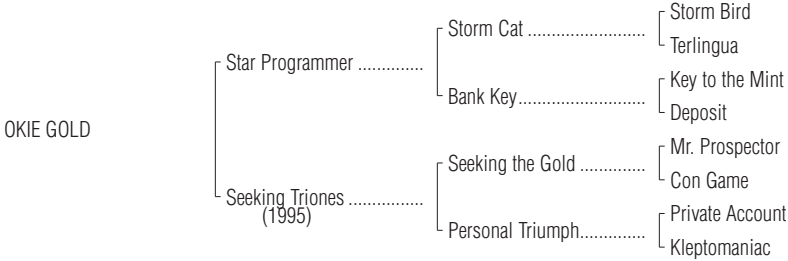 Storm Bird
Storm Cat ........................
Terlingua
Star Programmer ..............
Key to the Mint
Bank Key..........................
Deposit
OKIE GOLD
Mr. Prospector
Seeking the Gold ..............
Con Game
Seeking Triones ................
(1995)
Private Account
Personal Triumph..............
Kleptomaniac